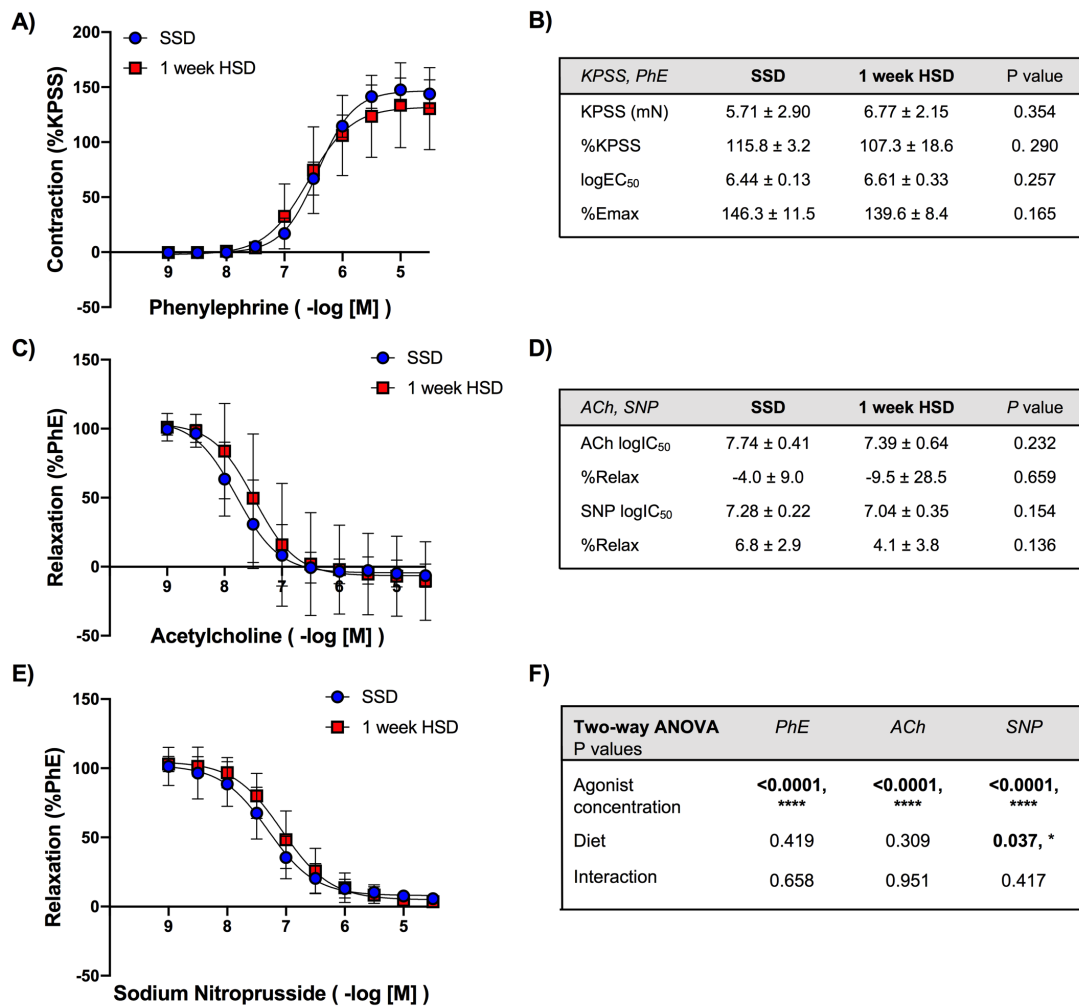 A)
SSD
1 week HSD
200
150
100
50
0
-50
9 8 7 6 5
Contraction (%KPSS)
Phenylephrine ( -log [M] )
B)
KPSS, PhE SSD 1 week HSD P value
KPSS (mN) 5.71 ± 2.90 6.77 ± 2.15 0.354
%KPSS 115.8 ± 3.2 107.3 ± 18.6 0. 290
logEC₅₀ 6.44 ± 0.13 6.61 ± 0.33 0.257
%Emax 146.3 ± 11.5 139.6 ± 8.4 0.165
C)
SSD
1 week HSD
150
100
50
0
-50
9 8 7 6 5
Relaxation (%PhE)
Acetylcholine ( -log [M] )
D)
ACh, SNP SSD 1 week HSD P value
ACh logIC₅₀ 7.74 ± 0.41 7.39 ± 0.64 0.232
%Relax -4.0 ± 9.0 -9.5 ± 28.5 0.659
SNP logIC₅₀ 7.28 ± 0.22 7.04 ± 0.35 0.154
%Relax 6.8 ± 2.9 4.1 ± 3.8 0.136
E)
SSD
1 week HSD
150
100
50
0
-50
9 8 7 6 5
Relaxation (%PhE)
Sodium Nitroprusside ( -log [M] )
F)
Two-way ANOVA PhE ACh SNP
P values
Agonist <0.0001, <0.0001, <0.0001,
concentration **** **** ****
Diet 0.419 0.309 0.037, *
Interaction 0.658 0.951 0.417